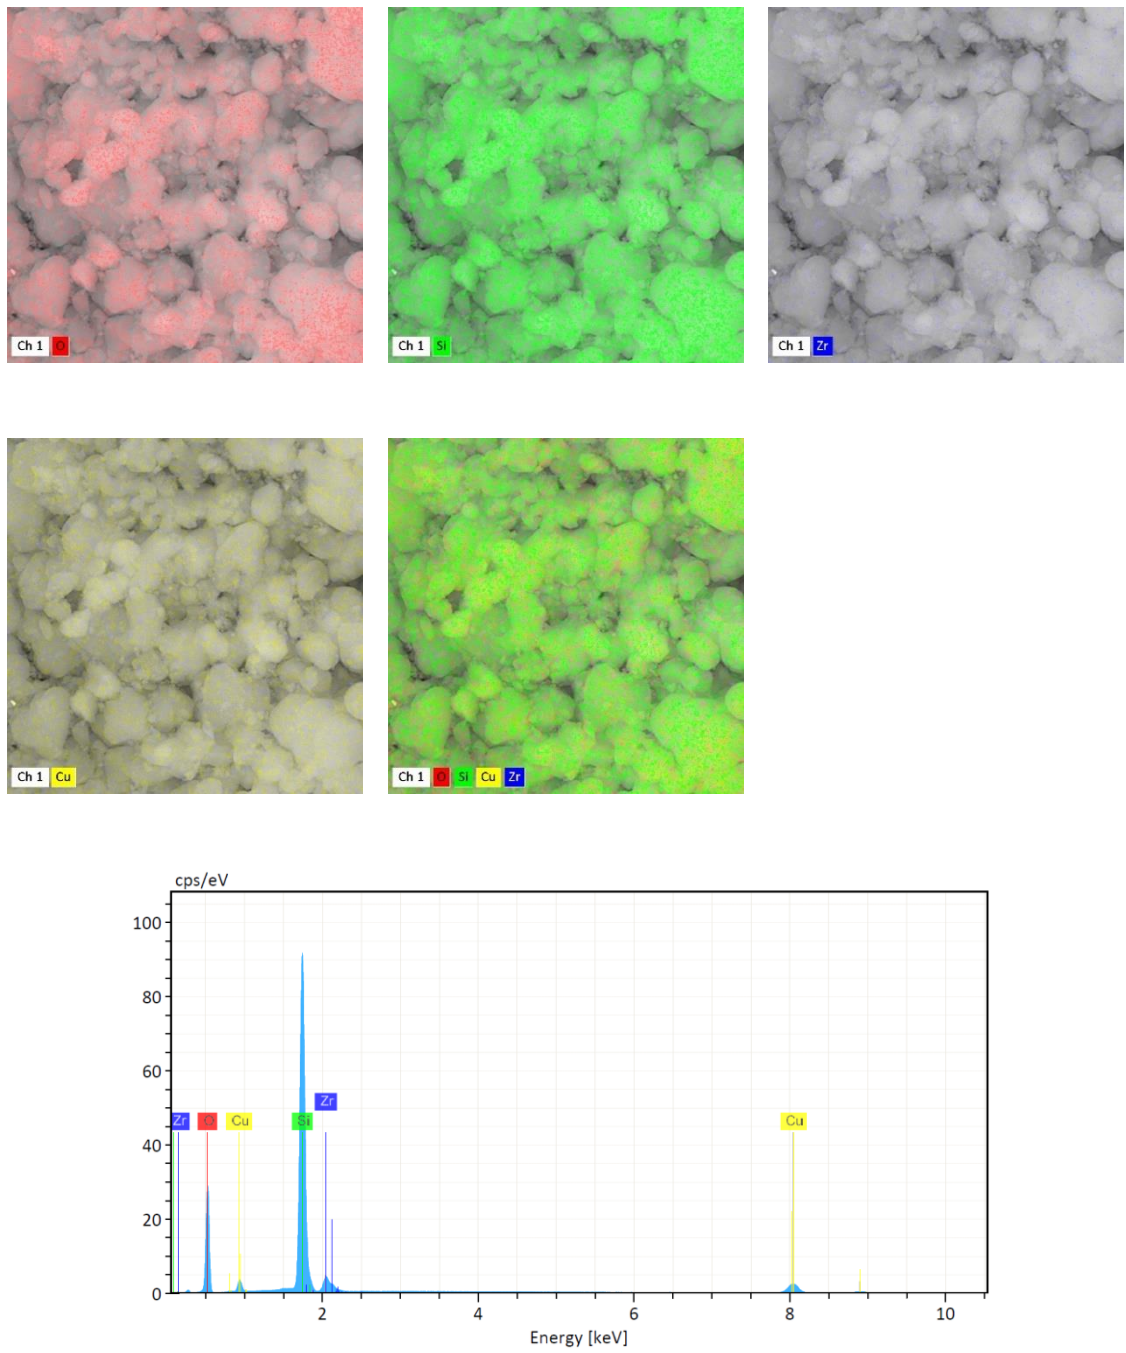 Ch 1 O
Ch 1 Si
Ch 1 Zr
Ch 1 Cu
Ch 1 O Si Cu Zr
cps/eV
100
80
60
40
20
0
Zr
O
Cu
Si
Zr
Cu
2
4
6
8
10
Energy [keV]